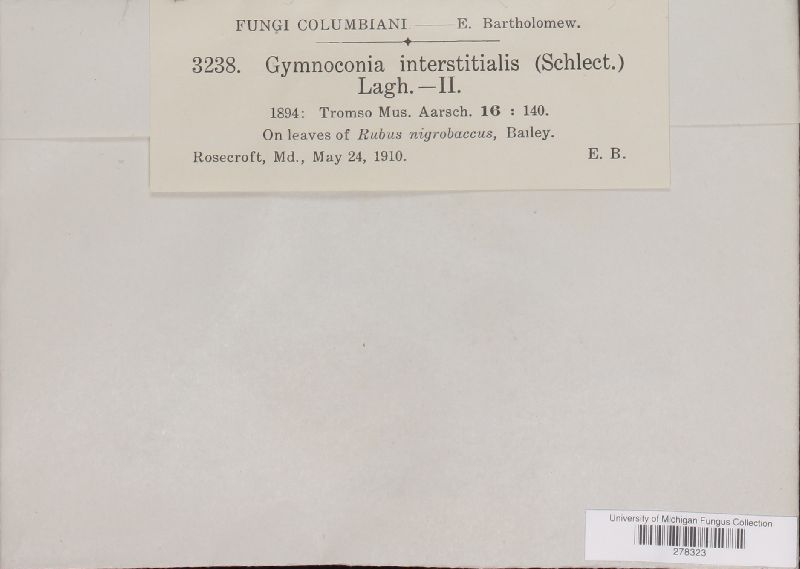 FUNGI COLUMBIANI — E. Bartholomew.
3238. Gymnoconia interstitialis (Schlect.)
Lagh.—II.
1894: Tromso Mus. Aarsch. 16 : 140.
On leaves of Rubus nigrobaccus, Bailey.
Rosecroft, Md., May 24, 1910. E. B.
University of Michigan Fungus Collection
278323